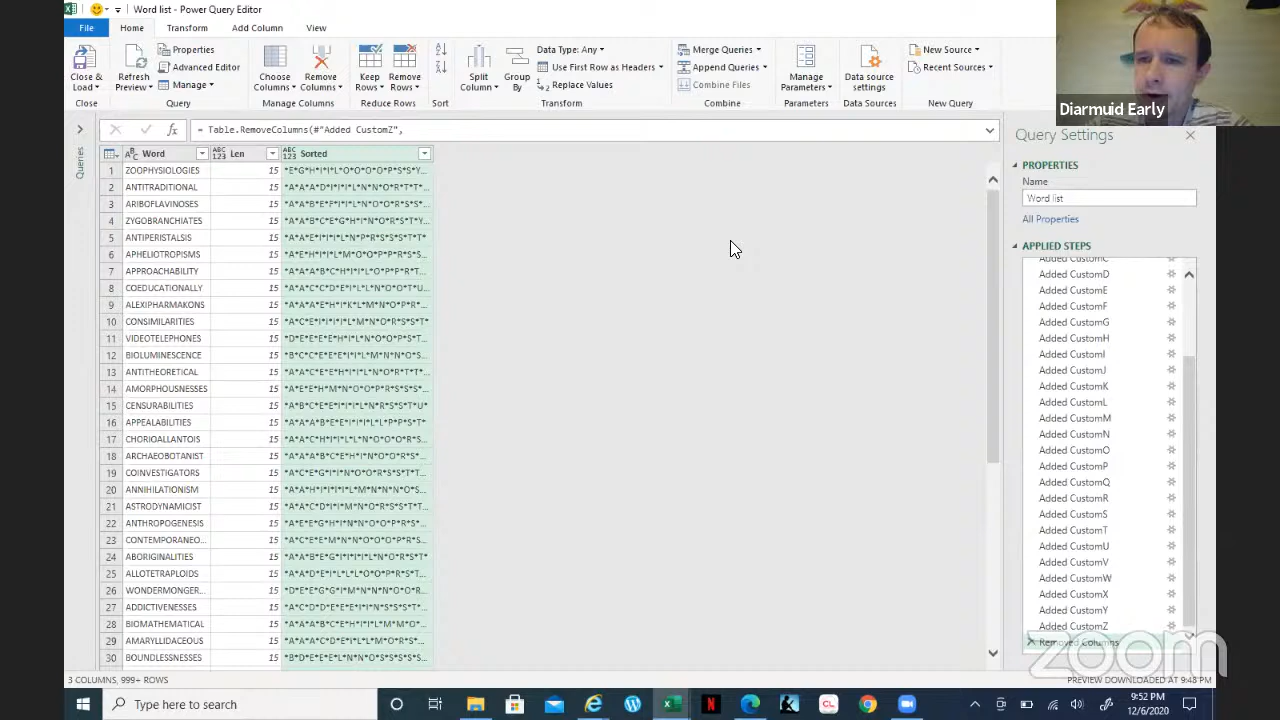 Word list - Power Query Editor
File Home Transform Add Column View
Close & Load
Close
Refresh Preview
Properties
Advanced Editor
Manage
Query
Choose Columns
Remove Columns
Manage Columns
Keep Rows
Remove Rows
Reduce Rows
Sort
Split Column
Group By
Data Type: Any
Use First Row as Headers
Replace Values
Transform
Merge Queries
Append Queries
Combine Files
Combine
Manage Parameters
Parameters
Data source settings
Data Sources
New Source
Recent Sources
New Query
Diarmuid Early
= Table.RemoveColumns(#"Added CustomZ",
Queries
Word Len Sorted
1 ZOOPHYSIOLOGIES 15 *E*G*H*I*I*L*O*O*O*O*P*S*S*Y...
2 ANTITRADITIONAL 15 *A*A*A*D*I*I*I*L*N*N*O*R*T*T*...
3 ARIBOFLAVINOSES 15 *A*A*B*E*F*I*I*L*N*O*O*R*S*S*...
4 ZYGOBRANCHIATES 15 *A*A*B*C*E*G*H*I*N*O*R*S*T*Y...
5 ANTIPERISTALSIS 15 *A*A*E*I*I*I*L*N*P*R*S*S*S*T*T*
6 APHELIOTROPISMS 15 *A*E*H*I*I*L*M*O*O*P*P*R*S*S...
7 APPROACHABILITY 15 *A*A*A*B*C*H*I*I*L*O*P*P*R*T...
8 COEDUCATIONALLY 15 *A*A*C*C*D*E*I*L*L*N*O*O*T*U...
9 ALEXIPHARMAKONS 15 *A*A*A*E*H*I*K*L*M*N*O*P*R*...
10 CONSIMILARITIES 15 *A*C*E*I*I*I*I*L*M*N*O*R*S*S*T*
11 VIDEOTELEPHONES 15 *D*E*E*E*E*H*I*L*N*O*O*P*S*T...
12 BIOLUMINESCENCE 15 *B*C*C*E*E*E*I*I*L*M*N*N*O*S...
13 ANTITHEORETICAL 15 *A*A*C*E*E*H*I*I*L*N*O*R*T*T*...
14 AMORPHOUSNESSES 15 *A*E*E*H*M*N*O*O*P*R*S*S*S*...
15 CENSURABILITIES 15 *A*B*C*E*E*I*I*I*L*N*R*S*S*T*U*
16 APPEALABILITIES 15 *A*A*A*B*E*E*I*I*I*L*L*P*P*S*T*
17 CHORIOALLANTOIS 15 *A*A*C*H*I*I*L*L*N*O*O*O*R*S...
18 ARCHAEOBOTANIST 15 *A*A*A*B*C*E*H*I*N*O*O*R*S*...
19 COINVESTIGATORS 15 *A*C*E*G*I*I*N*O*O*R*S*S*T*T...
20 ANNIHILATIONISM 15 *A*A*H*I*I*I*I*L*M*N*N*N*O*S...
21 ASTRODYNAMICIST 15 *A*A*C*D*I*I*M*N*O*R*S*S*T*T...
22 ANTHROPOGENESIS 15 *A*E*E*G*H*I*N*N*O*O*P*R*S*...
23 CONTEMPORANEO... 15 *A*C*E*E*M*N*N*O*O*O*P*R*S...
24 ABORIGINALITIES 15 *A*A*B*E*G*I*I*I*I*L*N*O*R*S*T*
25 ALLOTETRAPLOIDS 15 *A*A*D*E*I*L*L*L*O*O*P*R*S*T...
26 WONDERMONGER... 15 *D*E*E*G*G*I*M*N*N*N*O*O*R...
27 ADDICTIVENESSES 15 *A*C*D*D*E*E*E*I*I*N*S*S*S*T*...
28 BIOMATHEMATICAL 15 *A*A*A*B*C*E*H*I*I*L*M*M*O*...
29 AMARYLLIDACEOUS 15 *A*A*A*C*D*E*I*L*L*M*O*R*S*...
30 BOUNDLESSNESSES 15 *B*D*E*E*E*L*N*N*O*S*S*S*S*S...
Query Settings
PROPERTIES
Name
Word list
All Properties
APPLIED STEPS
Added CustomC
Added CustomD
Added CustomE
Added CustomF
Added CustomG
Added CustomH
Added CustomI
Added CustomJ
Added CustomK
Added CustomL
Added CustomM
Added CustomN
Added CustomO
Added CustomP
Added CustomQ
Added CustomR
Added CustomS
Added CustomT
Added CustomU
Added CustomV
Added CustomW
Added CustomX
Added CustomY
Added CustomZ
Removed Columns
zoom
3 COLUMNS, 999+ ROWS
PREVIEW DOWNLOADED AT 9:48 PM
Type here to search
9:52 PM
12/6/2020